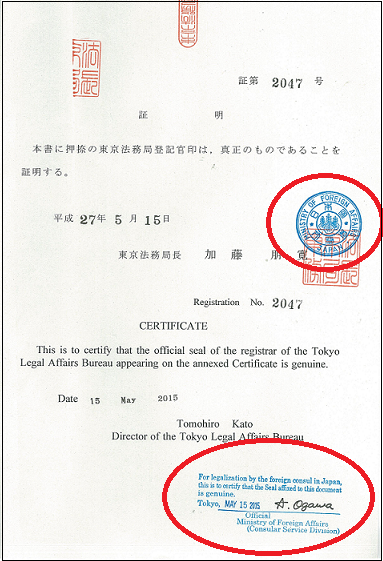 証第 2047 号
証 明
本書に押捺の東京法務局登記官印は，真正のものであることを
証明する。
平成 27年 5 月 15日
東京法務局長 加 藤 朋 寛
MINISTRY OF FOREIGN AFFAIRS
日本国
JAPAN
Registration No. 2047
CERTIFICATE
This is to certify that the official seal of the registrar of the Tokyo
Legal Affairs Bureau appearing on the annexed Certificate is genuine.
Date 15 May 2015
Tomohiro Kato
Director of the Tokyo Legal Affairs Bureau
For legalization by the foreign consul in Japan,
this is to certify that the Seal affixed to this document
is genuine.
Tokyo, MAY 15 2015 A. Ogawa
Official
Ministry of Foreign Affairs
(Consular Service Division)